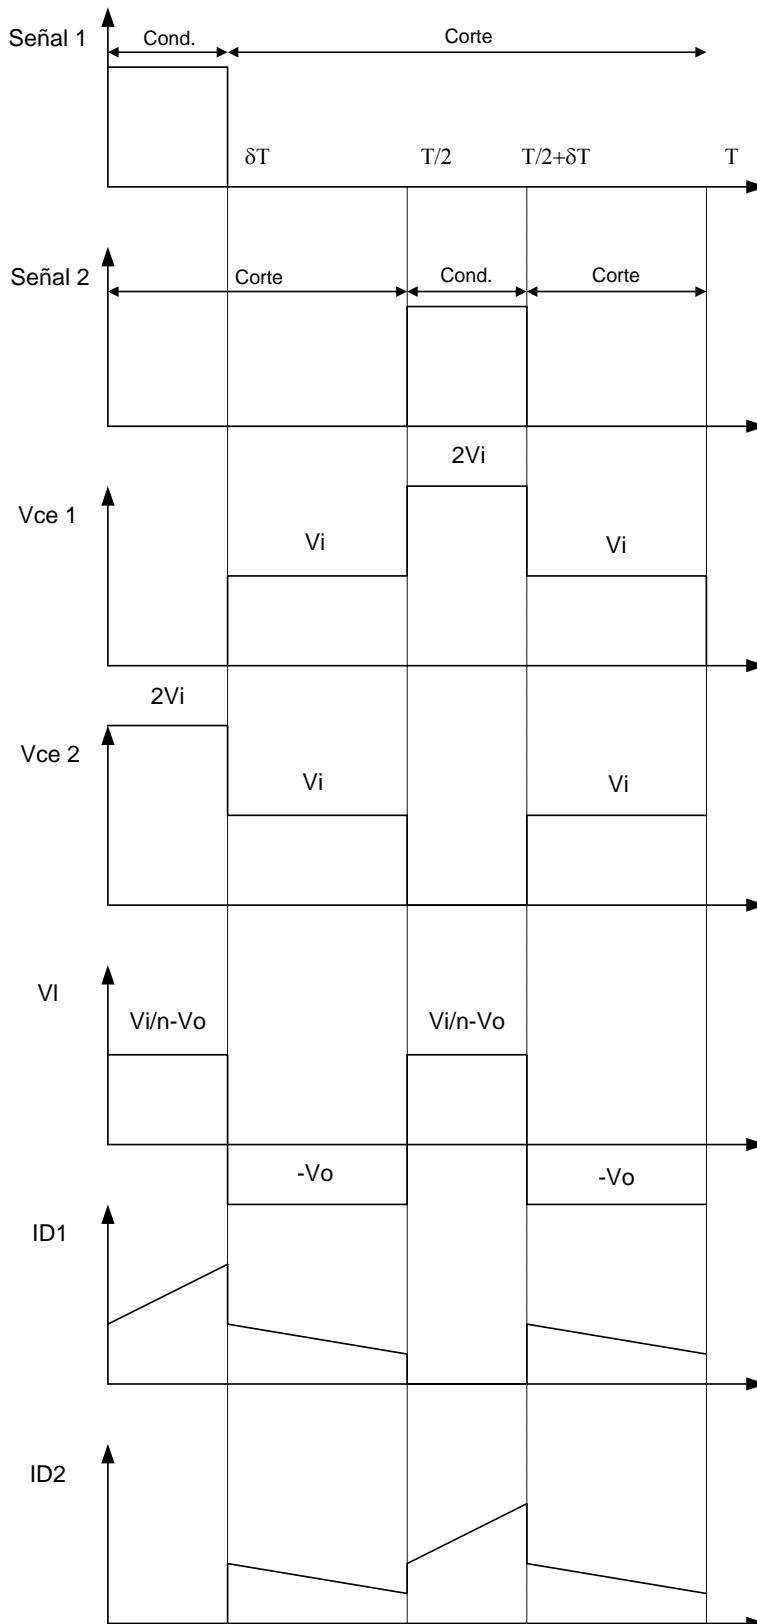 Señal 1
Cond.
Corte
δT
T/2
T/2+δT
T
Señal 2
Corte
Cond.
Corte
2Vi
Vce 1
Vi
Vi
2Vi
Vce 2
Vi
Vi
Vl
Vi/n-Vo
Vi/n-Vo
-Vo
-Vo
ID1
ID2